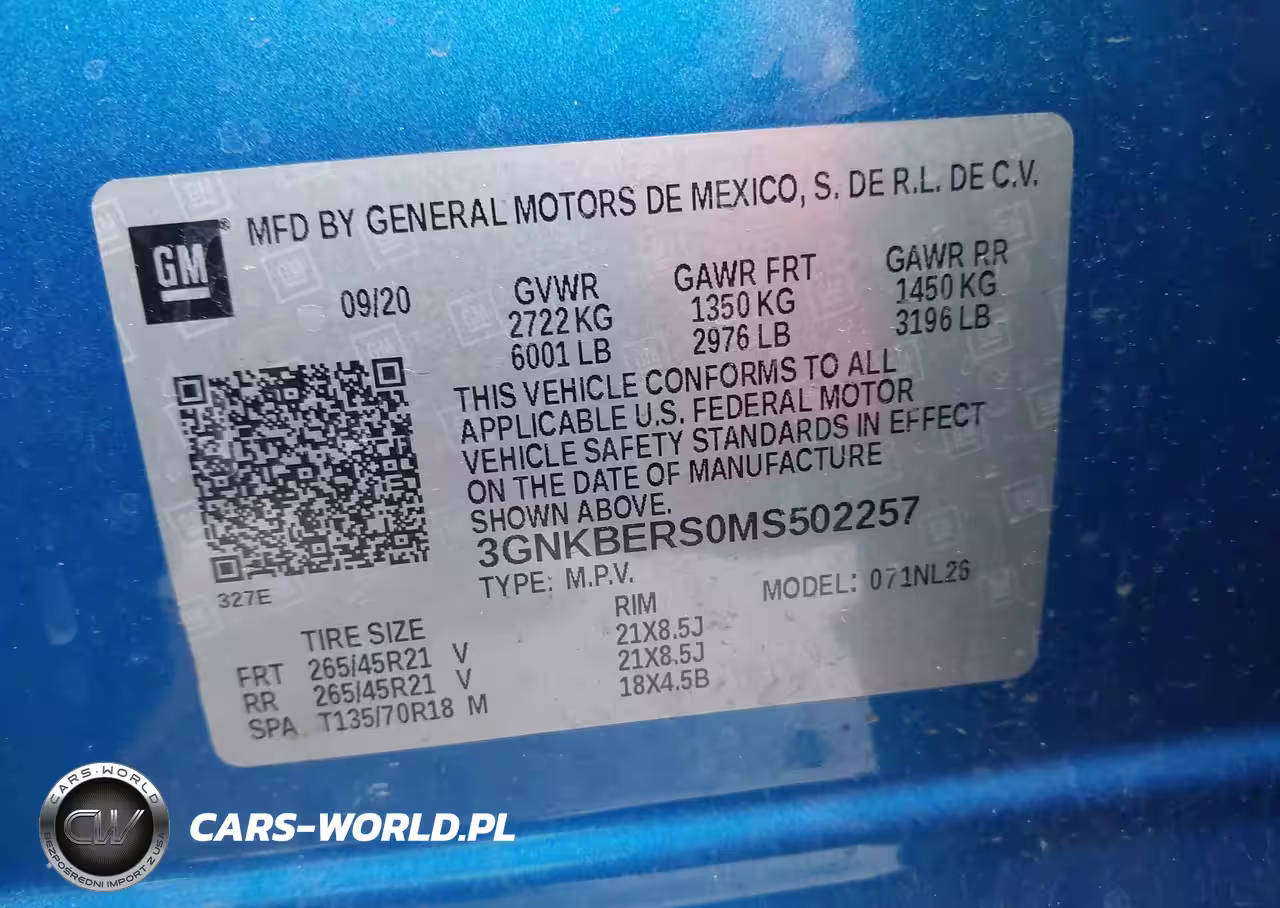 GM
MFD BY GENERAL MOTORS DE MEXICO, S. DE R.L. DE C.V.
09/20 GVWR GAWR FRT GAWR RR
2722 KG 1350 KG 1450 KG
6001 LB 2976 LB 3196 LB
THIS VEHICLE CONFORMS TO ALL
APPLICABLE U.S. FEDERAL MOTOR
VEHICLE SAFETY STANDARDS IN EFFECT
ON THE DATE OF MANUFACTURE
SHOWN ABOVE.
3GNKBERS0MS502257
327E TYPE: M.P.V. MODEL: 071NL26
TIRE SIZE RIM
FRT 265/45R21 V 21X8.5J
RR 265/45R21 V 21X8.5J
SPA T135/70R18 M 18X4.5B
CARS-WORLD
CW
BEZPOŚREDNI IMPORT Z USA
CARS-WORLD.PL